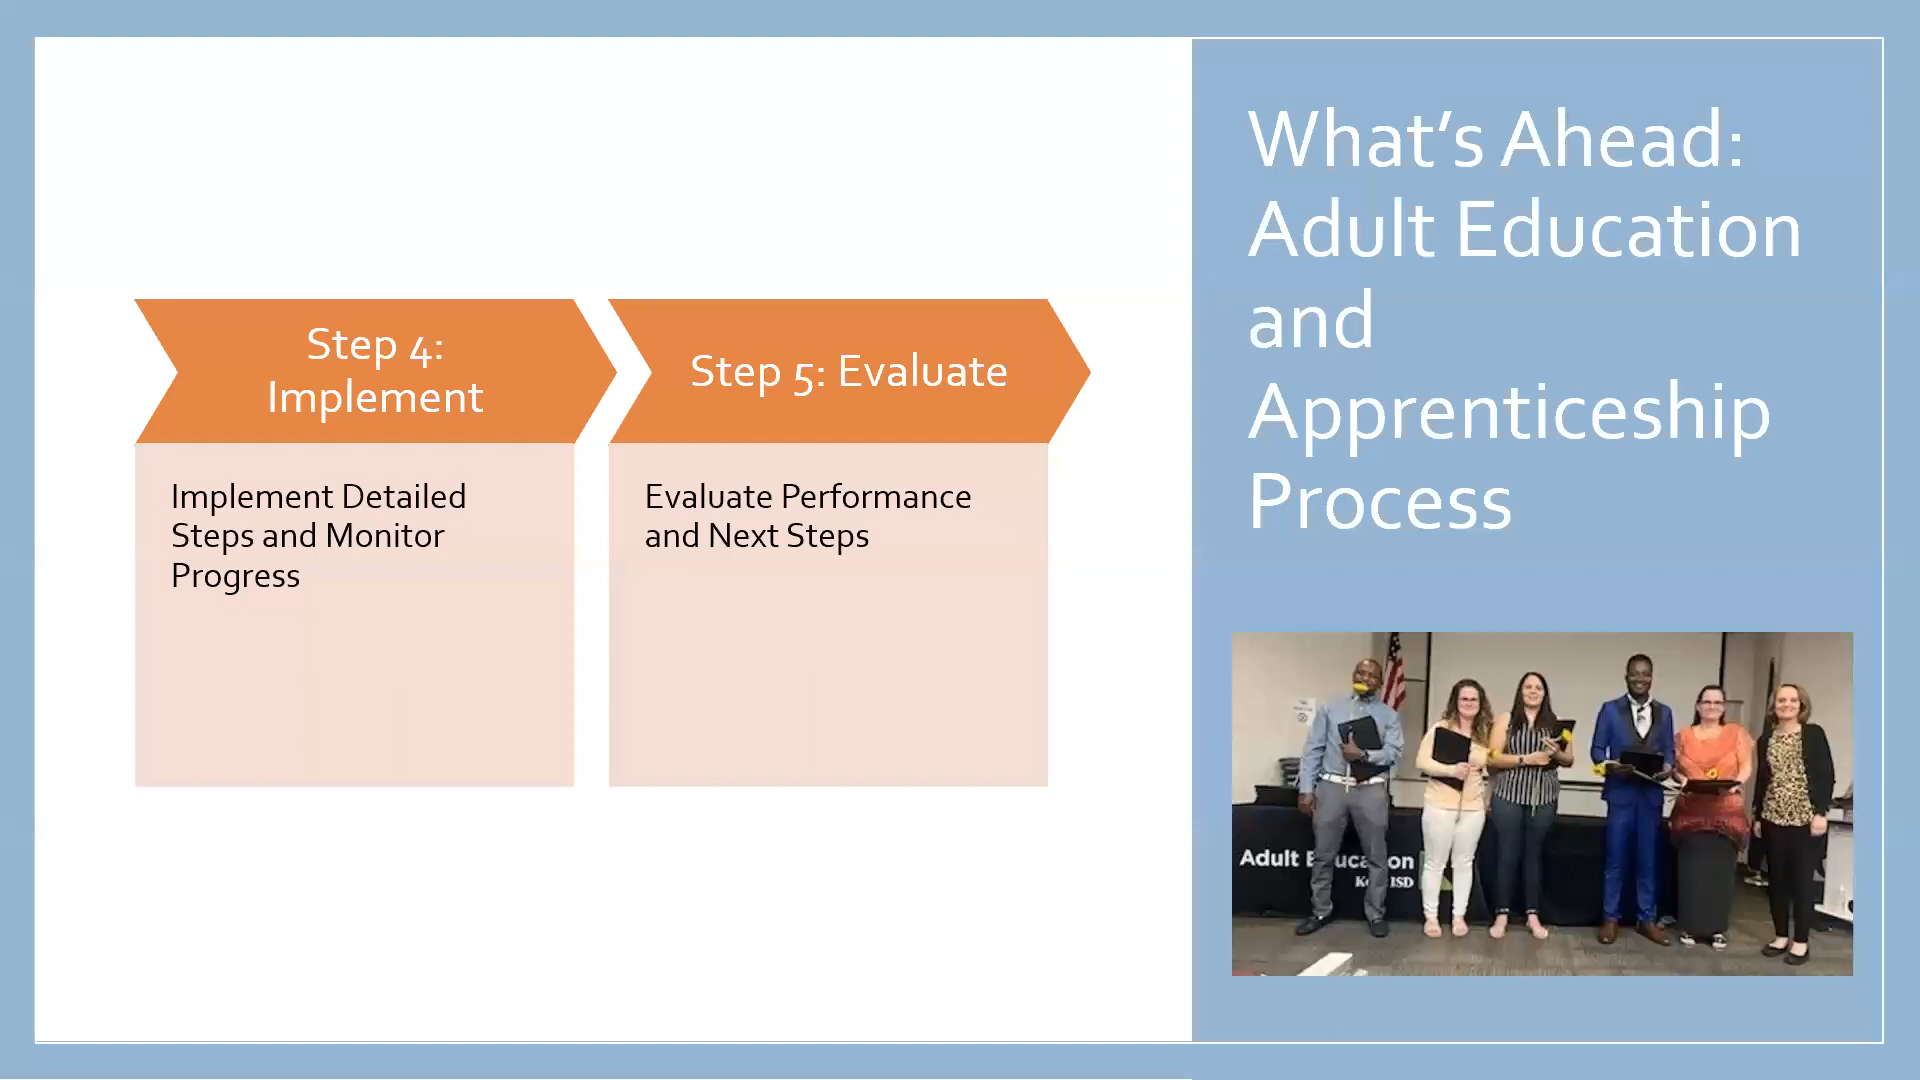 What's Ahead:
Adult Education
and
Apprenticeship
Process
Step 4:
Implement
Implement Detailed
Steps and Monitor
Progress
Step 5: Evaluate
Evaluate Performance
and Next Steps
Adult
ISD